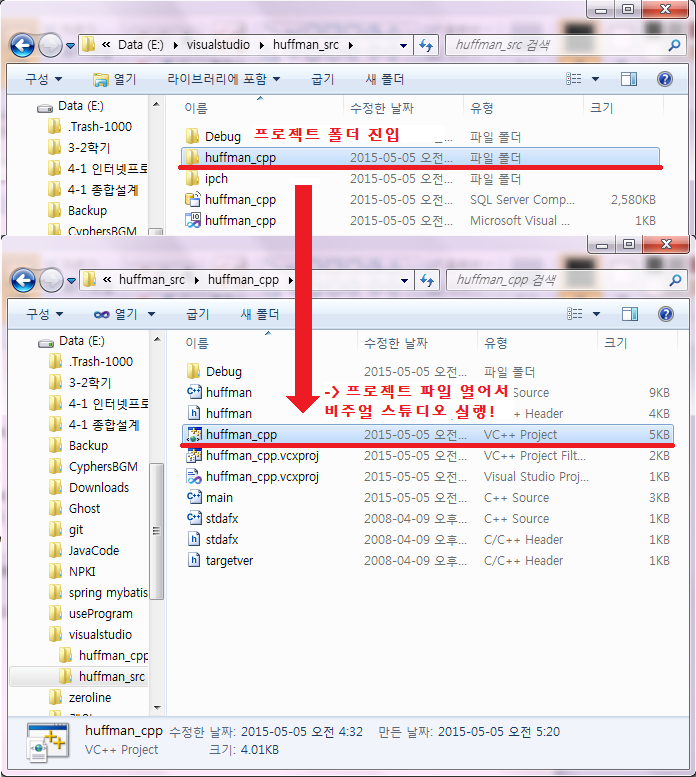 « Data (E:) ▸ visualstudio ▸ huffman_src ▸
huffman_src 검색
구성 ▼ 열기 라이브러리에 포함 ▼ 굽기 새 폴더
Data (E:)
.Trash-1000
3-2학기
4-1 인터넷프로
4-1 종합설계
Backup
CyphersBGM
이름 수정한 날짜 유형 크기
Debug 프로젝트 폴더 진입 파일 폴더
huffman_cpp 2015-05-05 오전... 파일 폴더
ipch 2015-05-05 오전... 파일 폴더
huffman_cpp 2015-05-05 오전... SQL Server Comp... 2,580KB
huffman_cpp 2015-05-05 오전... Microsoft Visual ... 1KB
« huffman_src ▸ huffman_cpp ▸
huffman_cpp 검색
구성 ▼ 열기 ▼ 굽기 새 폴더
Data (E:)
.Trash-1000
3-2학기
4-1 인터넷프로
4-1 종합설계
Backup
CyphersBGM
Downloads
Ghost
git
JavaCode
NPKI
spring mybatis
useProgram
visualstudio
huffman_cpp
huffman_src
zeroline
이름 수정한 날짜 유형 크기
Debug 2015-05-05 오전... 파일 폴더
huffman Source 9KB
-> 프로젝트 파일 열어서
huffman + Header 4KB
비주얼 스튜디오 실행!
huffman_cpp 2015-05-05 오전... VC++ Project 5KB
huffman_cpp.vcxproj 2015-05-05 오전... VC++ Project Filt... 2KB
huffman_cpp.vcxproj 2015-05-05 오전... Visual Studio Proj... 1KB
main 2015-05-05 오전... C++ Source 3KB
stdafx 2008-04-09 오후... C++ Source 1KB
stdafx 2008-04-09 오후... C/C++ Header 1KB
targetver 2008-04-09 오후... C/C++ Header 1KB
huffman_cpp 수정한 날짜: 2015-05-05 오전 4:32 만든 날짜: 2015-05-05 오전 5:20
VC++ Project 크기: 4.01KB